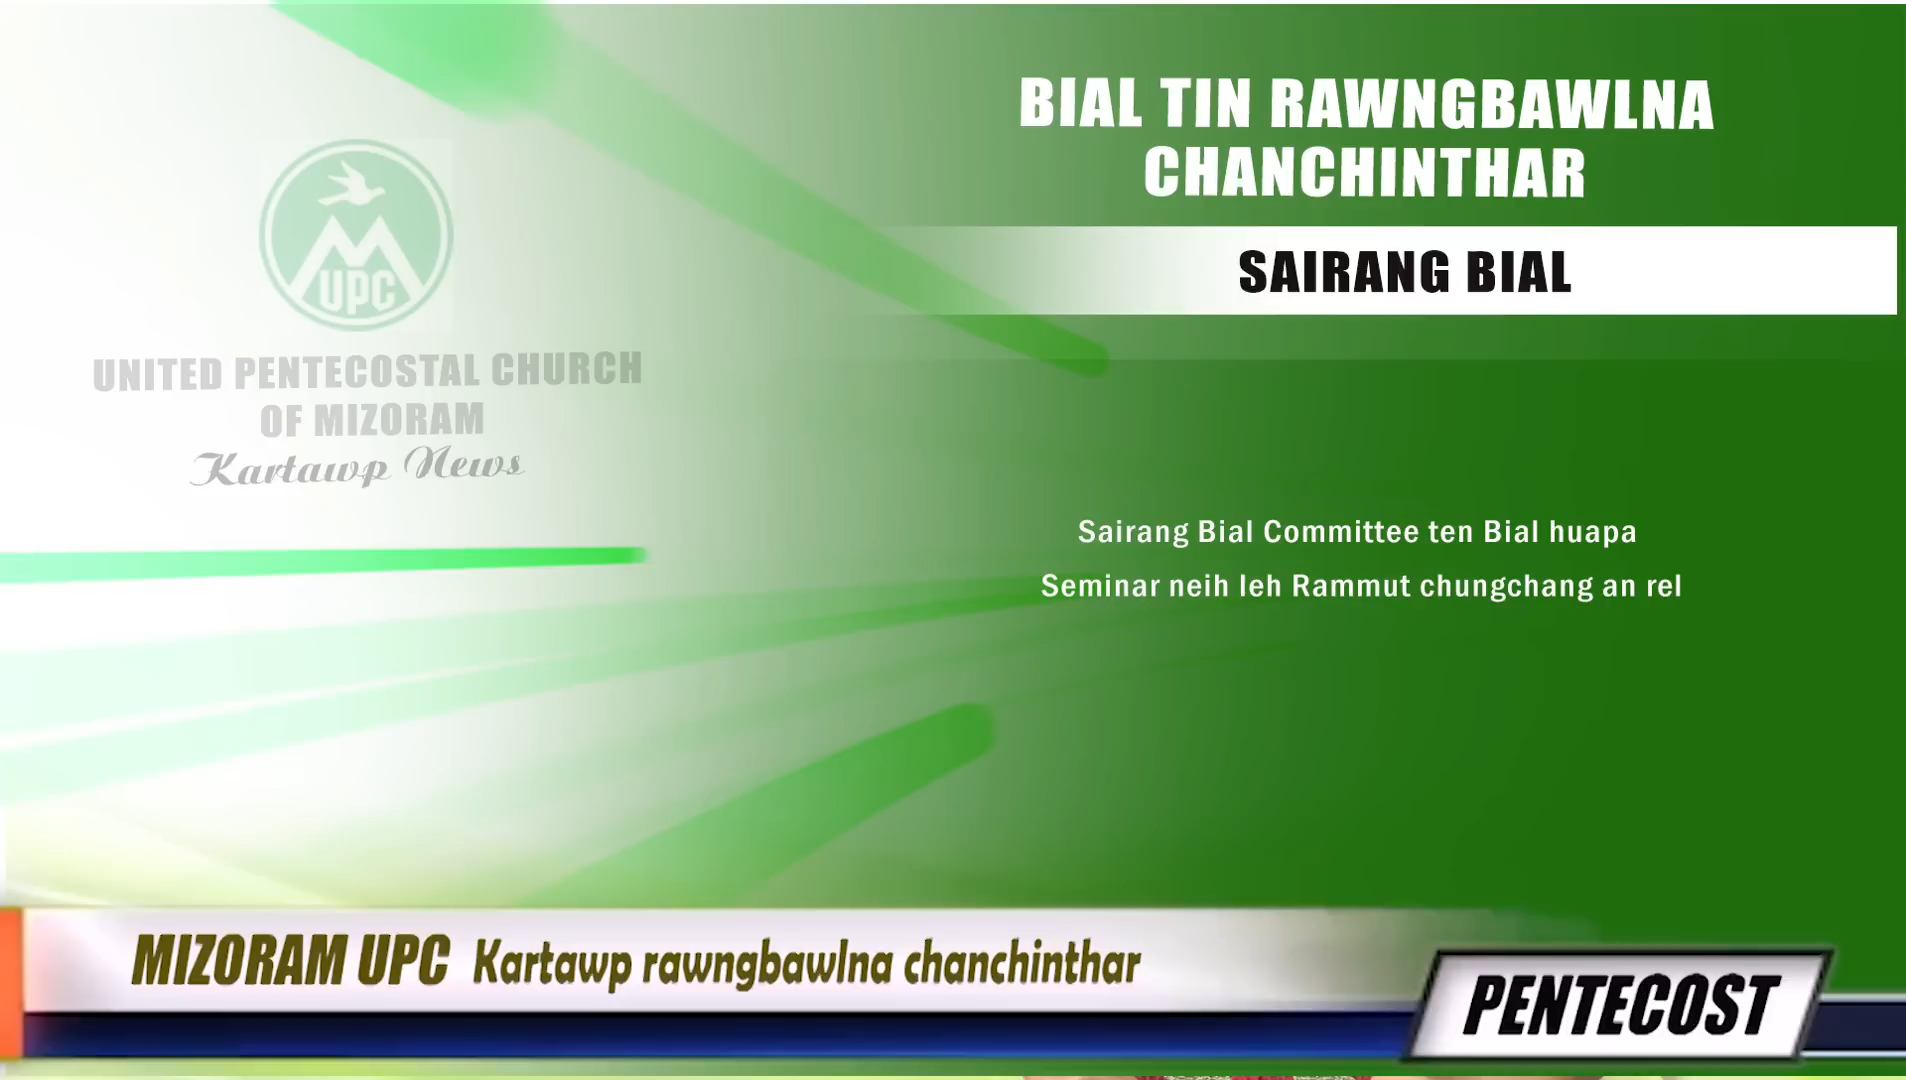 BIAL TIN RAWNGBAWLNA
CHANCHINTHAR
SAIRANG BIAL
UPC
UNITED PENTECOSTAL CHURCH
OF MIZORAM
Kartawp News
Sairang Bial Committee ten Bial huapa
Seminar neih leh Rammut chungchang an rel
MIZORAM UPC Kartawp rawngbawlna chanchinthar
PENTECOST